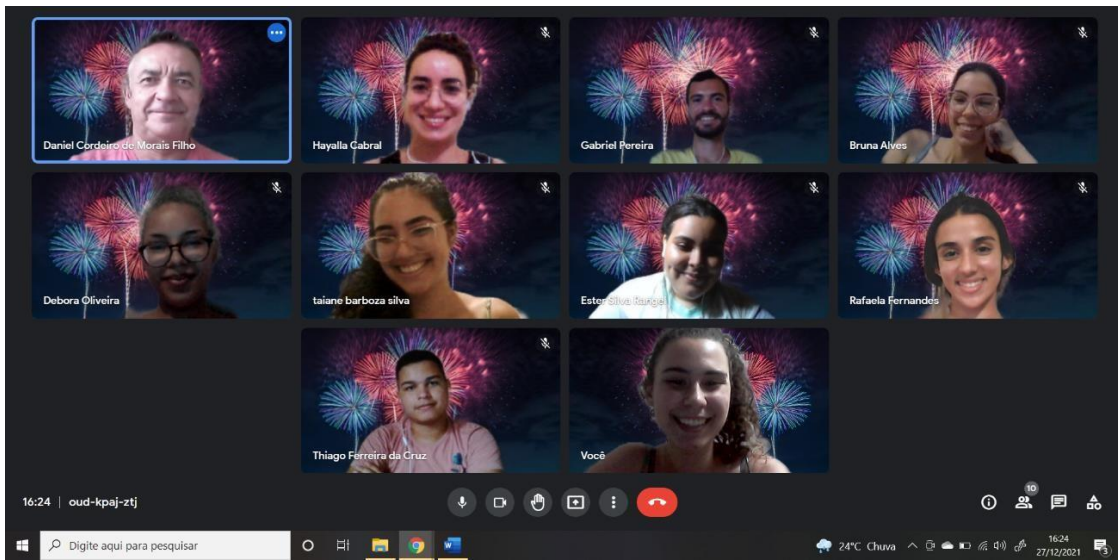 Daniel Cordeiro de Morais Filho
Hayalla Cabral
Gabriel Pereira
Bruna Alves
Debora Oliveira
taiane barboza silva
Ester Silva Rangel
Rafaela Fernandes
Thiago Ferreira da Cruz
Você
16:24 | oud-kpaj-ztj
10
Digite aqui para pesquisar
24°C Chuva
16:24
27/12/2021
3